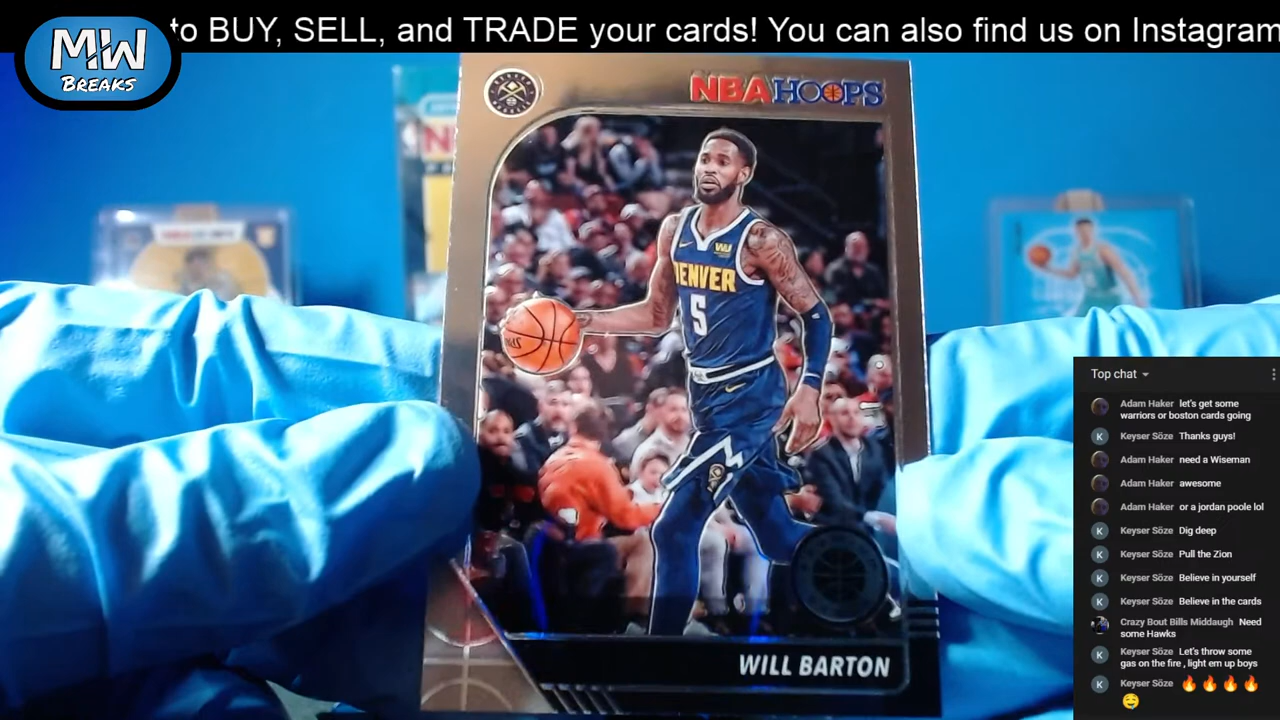 to BUY, SELL, and TRADE your cards! You can also find us on Instagram
MW
BREAKS
NBA HOOPS
DENVER
5
WILL BARTON
Top chat
Adam Haker let's get some
warriors or boston cards going
K Keyser Söze Thanks guys!
Adam Haker need a Wiseman
Adam Haker awesome
Adam Haker or a jordan poole lol
K Keyser Söze Dig deep
K Keyser Söze Pull the Zion
K Keyser Söze Believe in yourself
K Keyser Söze Believe in the cards
Crazy Bout Bills Middaugh Need
some Hawks
K Keyser Söze Let's throw some
gas on the fire , light em up boys
K Keyser Söze 🔥🔥🔥🔥
🤤